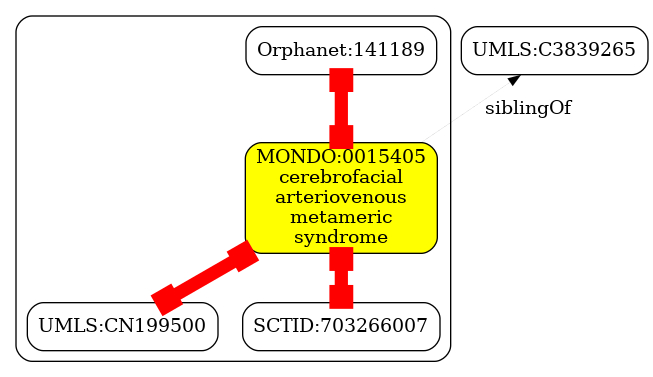 Orphanet:141189
UMLS:C3839265
siblingOf
MONDO:0015405
cerebrofacial
arteriovenous
metameric
syndrome
UMLS:CN199500
SCTID:703266007